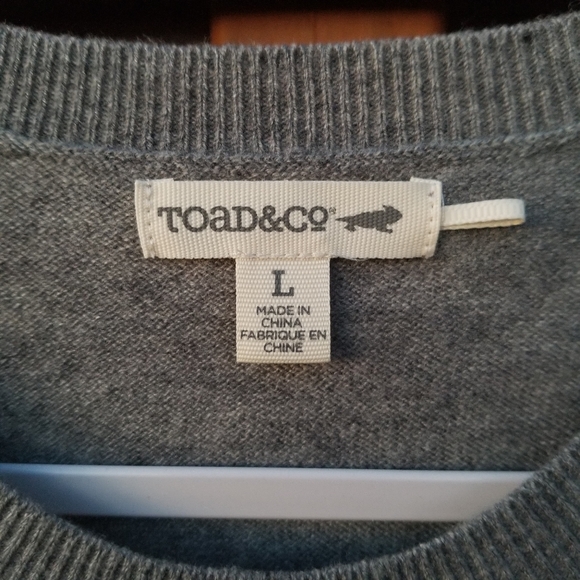 TOAD&CO®
L
MADE IN
CHINA
FABRIQUE EN
CHINE